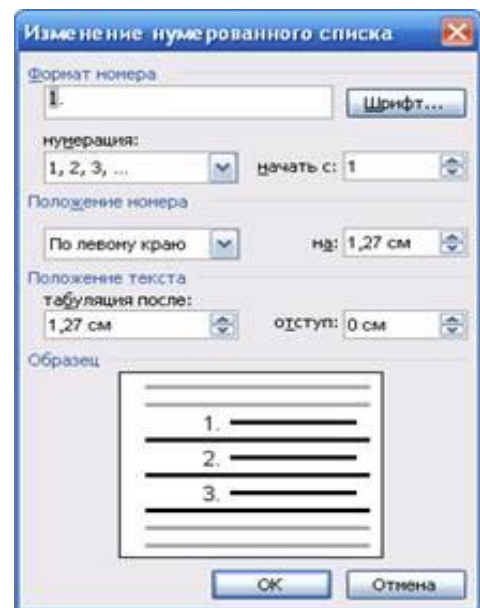 Изменение нумерованного списка
Формат номера
1.
Шрифт...
нумерация:
1, 2, 3, ...
начать с: 1
Положение номера
По левому краю
на: 1,27 см
Положение текста
табуляция после:
1,27 см
отступ: 0 см
Образец
1.
2.
3.
ОК
Отмена